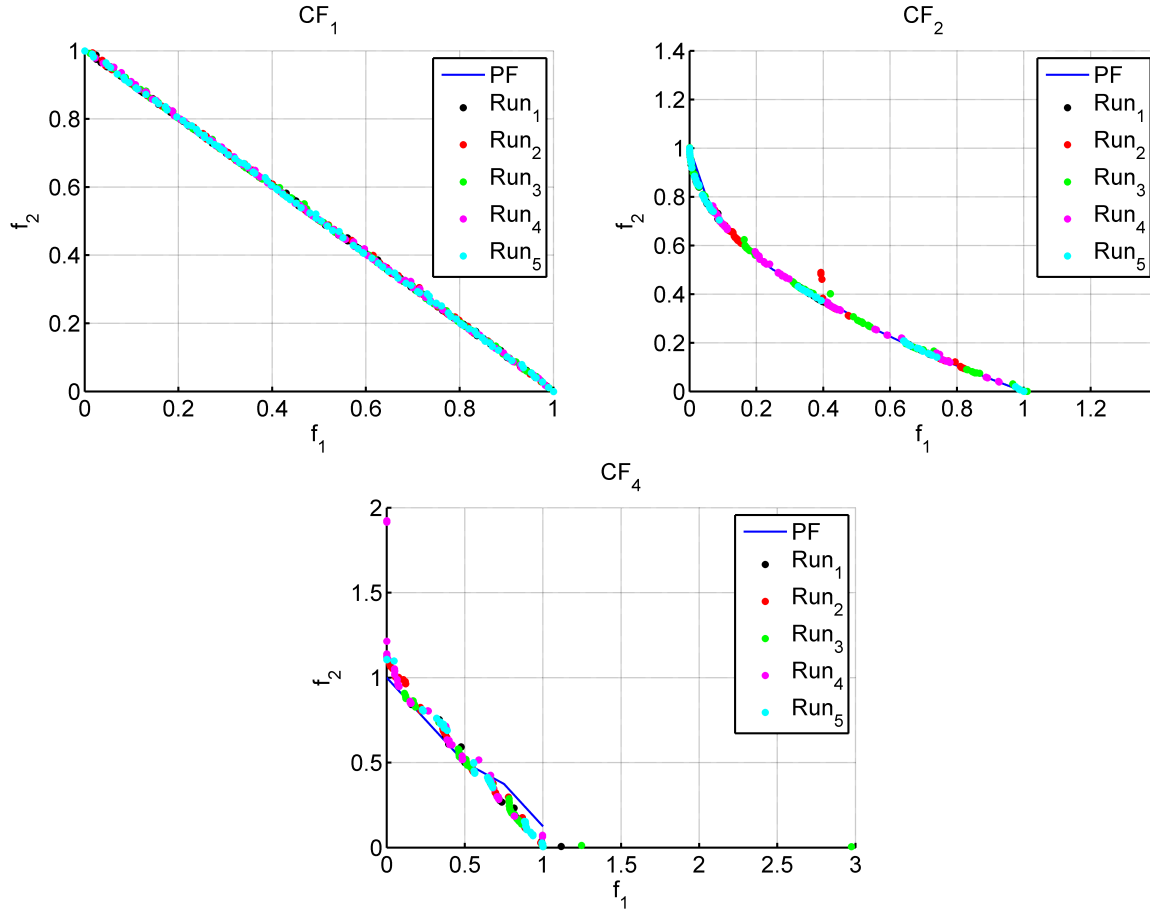 CF₁
f₂
1
0.8
0.6
0.4
0.2
0
0 0.2 0.4 0.6 0.8 1
f₁
PF
Run₁
Run₂
Run₃
Run₄
Run₅
CF₂
f₂
1.4
1.2
1
0.8
0.6
0.4
0.2
0
0 0.2 0.4 0.6 0.8 1 1.2
f₁
PF
Run₁
Run₂
Run₃
Run₄
Run₅
CF₄
f₂
2
1.5
1
0.5
0
0 0.5 1 1.5 2 2.5 3
f₁
PF
Run₁
Run₂
Run₃
Run₄
Run₅